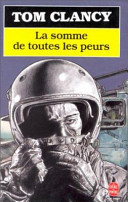 TOM CLANCY
La somme
de toutes les peurs